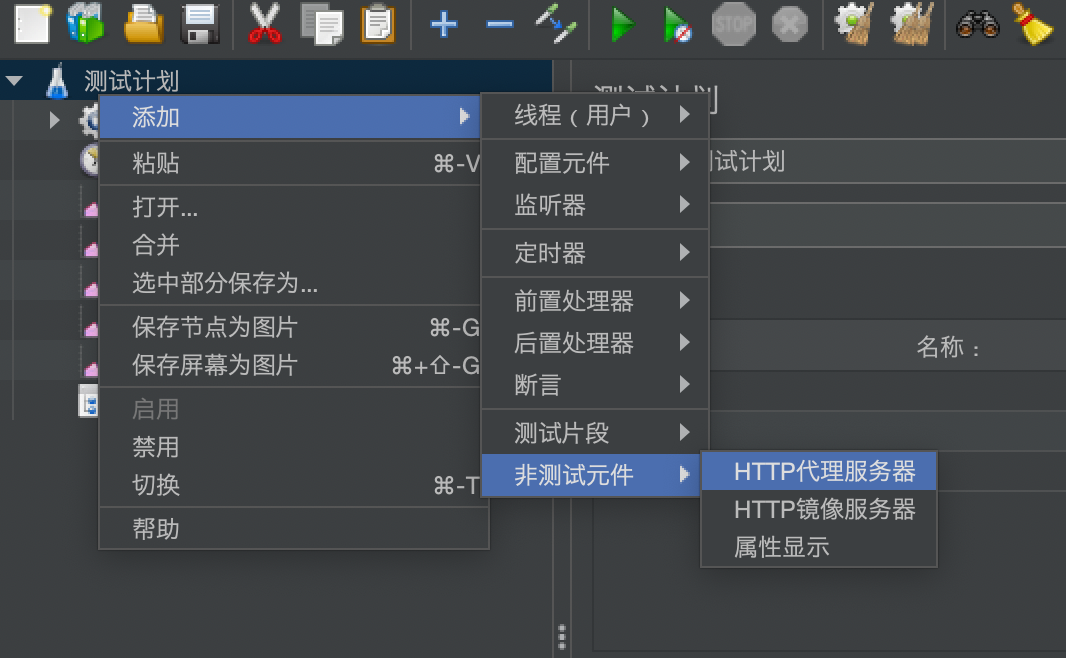 STOP
测试计划
添加
粘贴 ⌘-V
打开...
合并
选中部分保存为...
保存节点为图片 ⌘-G
保存屏幕为图片 ⌘+⇧-G
启用
禁用
切换 ⌘-T
帮助
线程（用户）
配置元件
监听器
定时器
前置处理器
后置处理器
断言
测试片段
非测试元件
HTTP代理服务器
HTTP镜像服务器
属性显示
测试计划
测试计划
名称：